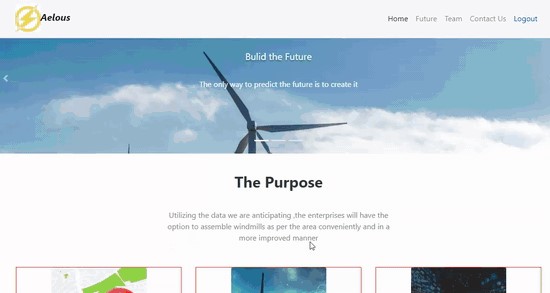 Aelous
Home Future Team Contact Us Logout
Bulid the Future
The only way to predict the future is to create it
The Purpose
Utilizing the data we are anticipating ,the enterprises will have the
option to assemble windmills as per the area conveniently and in a
more improved manner